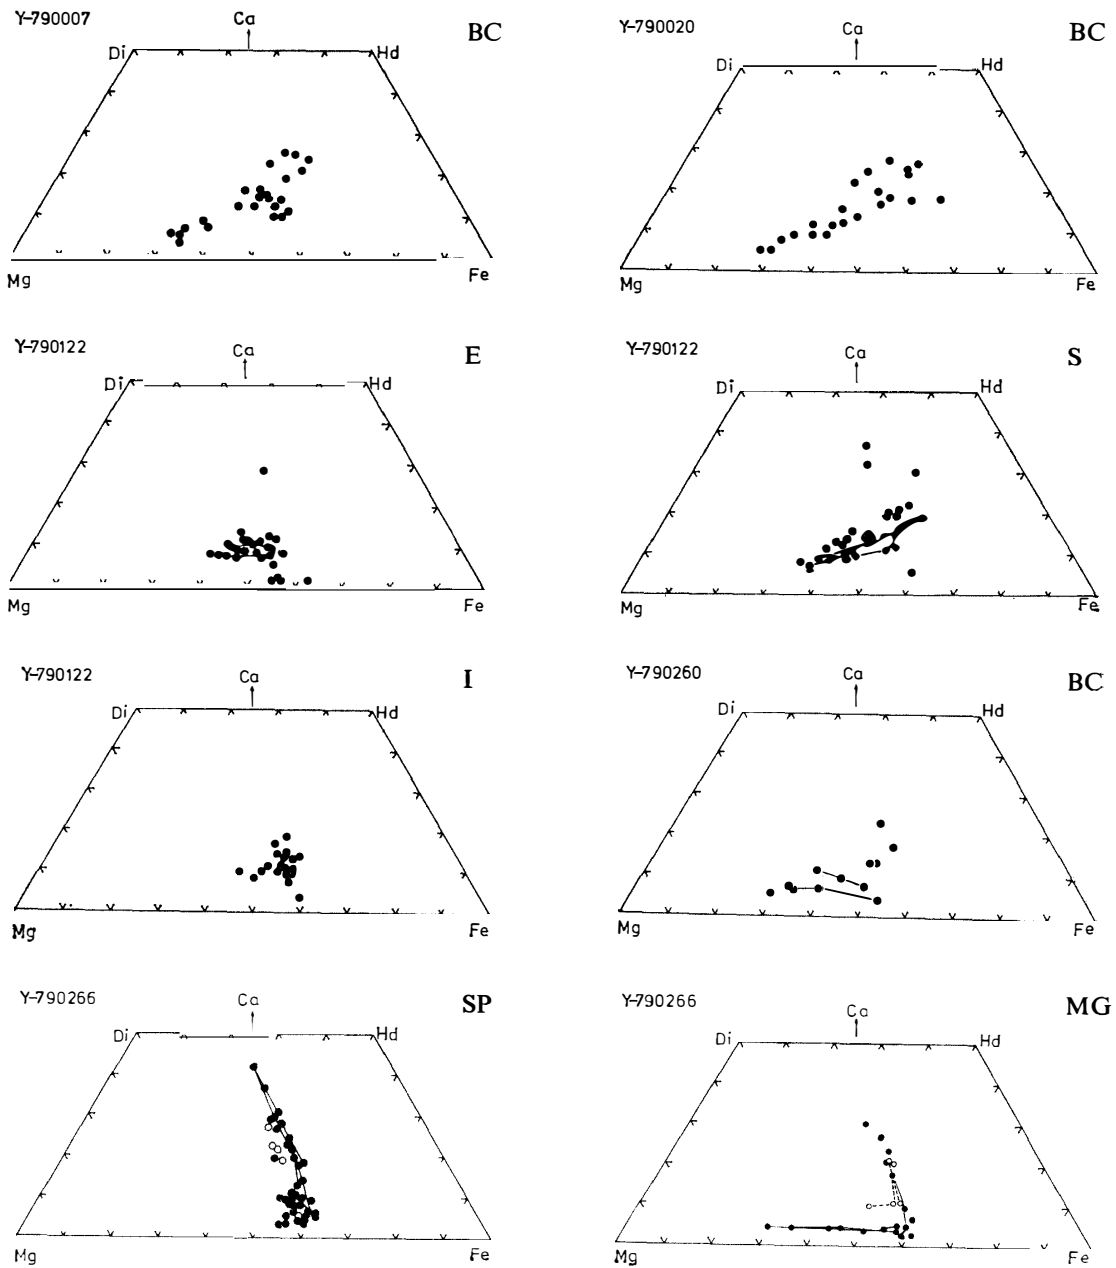 Y-790007 Ca BC
Di Hd
Mg Fe
Y-790020 Ca BC
Di Hd
Mg Fe
Y-790122 Ca E
Di Hd
Mg Fe
Y-790122 Ca S
Di Hd
Mg Fe
Y-790122 Ca I
Di Hd
Mg Fe
Y-790260 Ca BC
Di Hd
Mg Fe
Y-790266 Ca SP
Di Hd
Mg Fe
Y-790266 Ca MG
Di Hd
Mg Fe